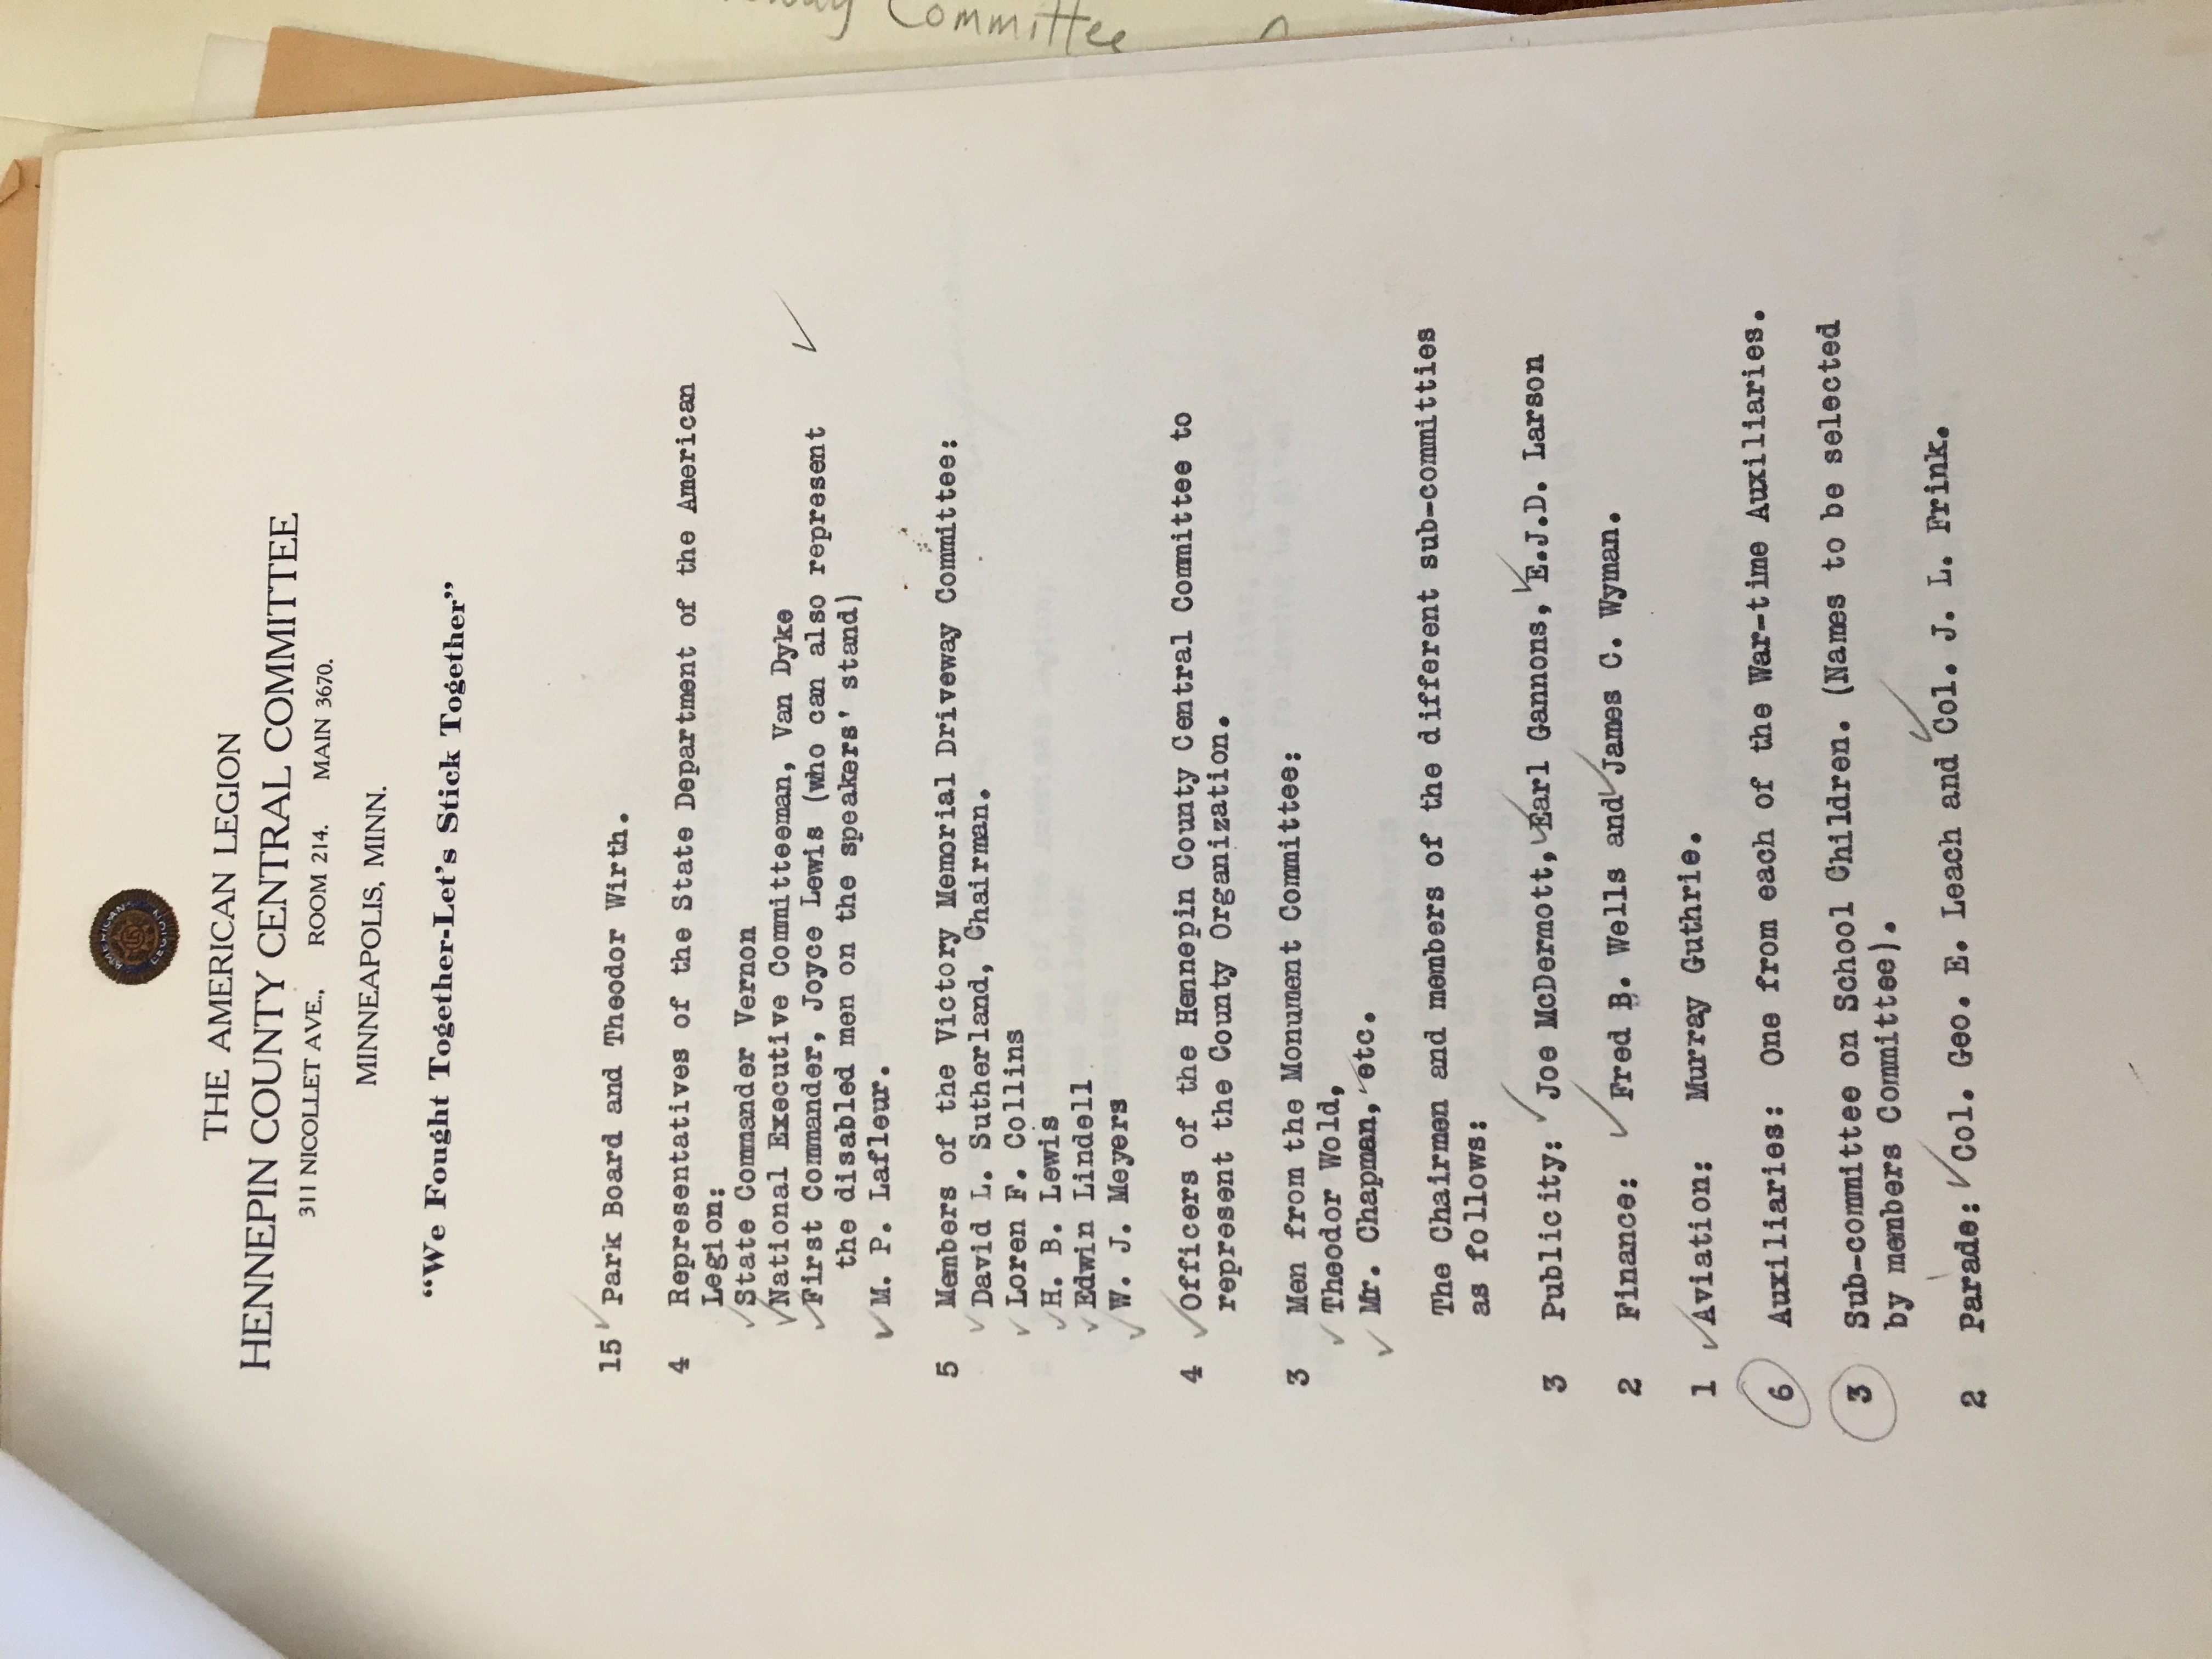 AMERICAN
LEGION
THE AMERICAN LEGION
HENNEPIN COUNTY CENTRAL COMMITTEE
311 NICOLLET AVE., ROOM 214. MAIN 3670.
MINNEAPOLIS, MINN.
“We Fought Together-Let's Stick Together”
15 ✓ Park Board and Theodor Wirth.
4 Representatives of the State Department of the American
Legion:
✓ State Commander Vernon
✓ National Executive Committeeman, Van Dyke
✓ First Commander, Joyce Lewis (who can also represent ✓
the disabled men on the speakers' stand)
✓ M. P. Lafleur.
5 Members of the Victory Memorial Driveway Committee:
✓ David L. Sutherland, Chairman.
✓ Loren F. Collins
✓ H. B. Lewis
✓ Edwin Lindell
✓ W. J. Meyers
4 ✓ Officers of the Hennepin County Central Committee to
represent the County Organization.
3 Men from the Monument Committee:
✓ Theodor Wold,
✓ Mr. Chapman, ✓ etc.
The Chairmen and members of the different sub-committies
as follows:
3 Publicity: ✓ Joe McDermott, ✓ Earl Gannons, ✓ E.J.D. Larson
2 Finance: ✓ Fred B. Wells and ✓ James C. Wyman.
1 ✓ Aviation: Murray Guthrie.
6 Auxiliaries: One from each of the War-time Auxiliaries.
3 Sub-committee on School Children. (Names to be selected
by members Committee).
2 Parade: ✓ Col. Geo. E. Leach and ✓ Col. J. L. Frink.
Committee